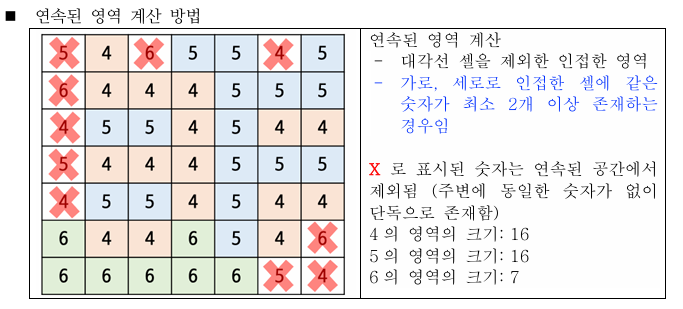 ■ 연속된 영역 계산 방법
5 4 6 5 5 4 5
6 4 4 4 5 5 5
4 5 5 4 5 4 4
5 4 4 5 5 5 5
4 5 5 4 5 4 4
6 4 4 6 5 4 6
6 6 6 6 6 5 4
연속된 영역 계산
- 대각선 셀을 제외한 인접한 영역
- 가로, 세로로 인접한 셀에 같은
숫자가 최소 2개 이상 존재하는
경우임
X 로 표시된 숫자는 연속된 공간에서
제외됨 (주변에 동일한 숫자가 없이
단독으로 존재함)
4의 영역의 크기: 16
5의 영역의 크기: 16
6의 영역의 크기: 7